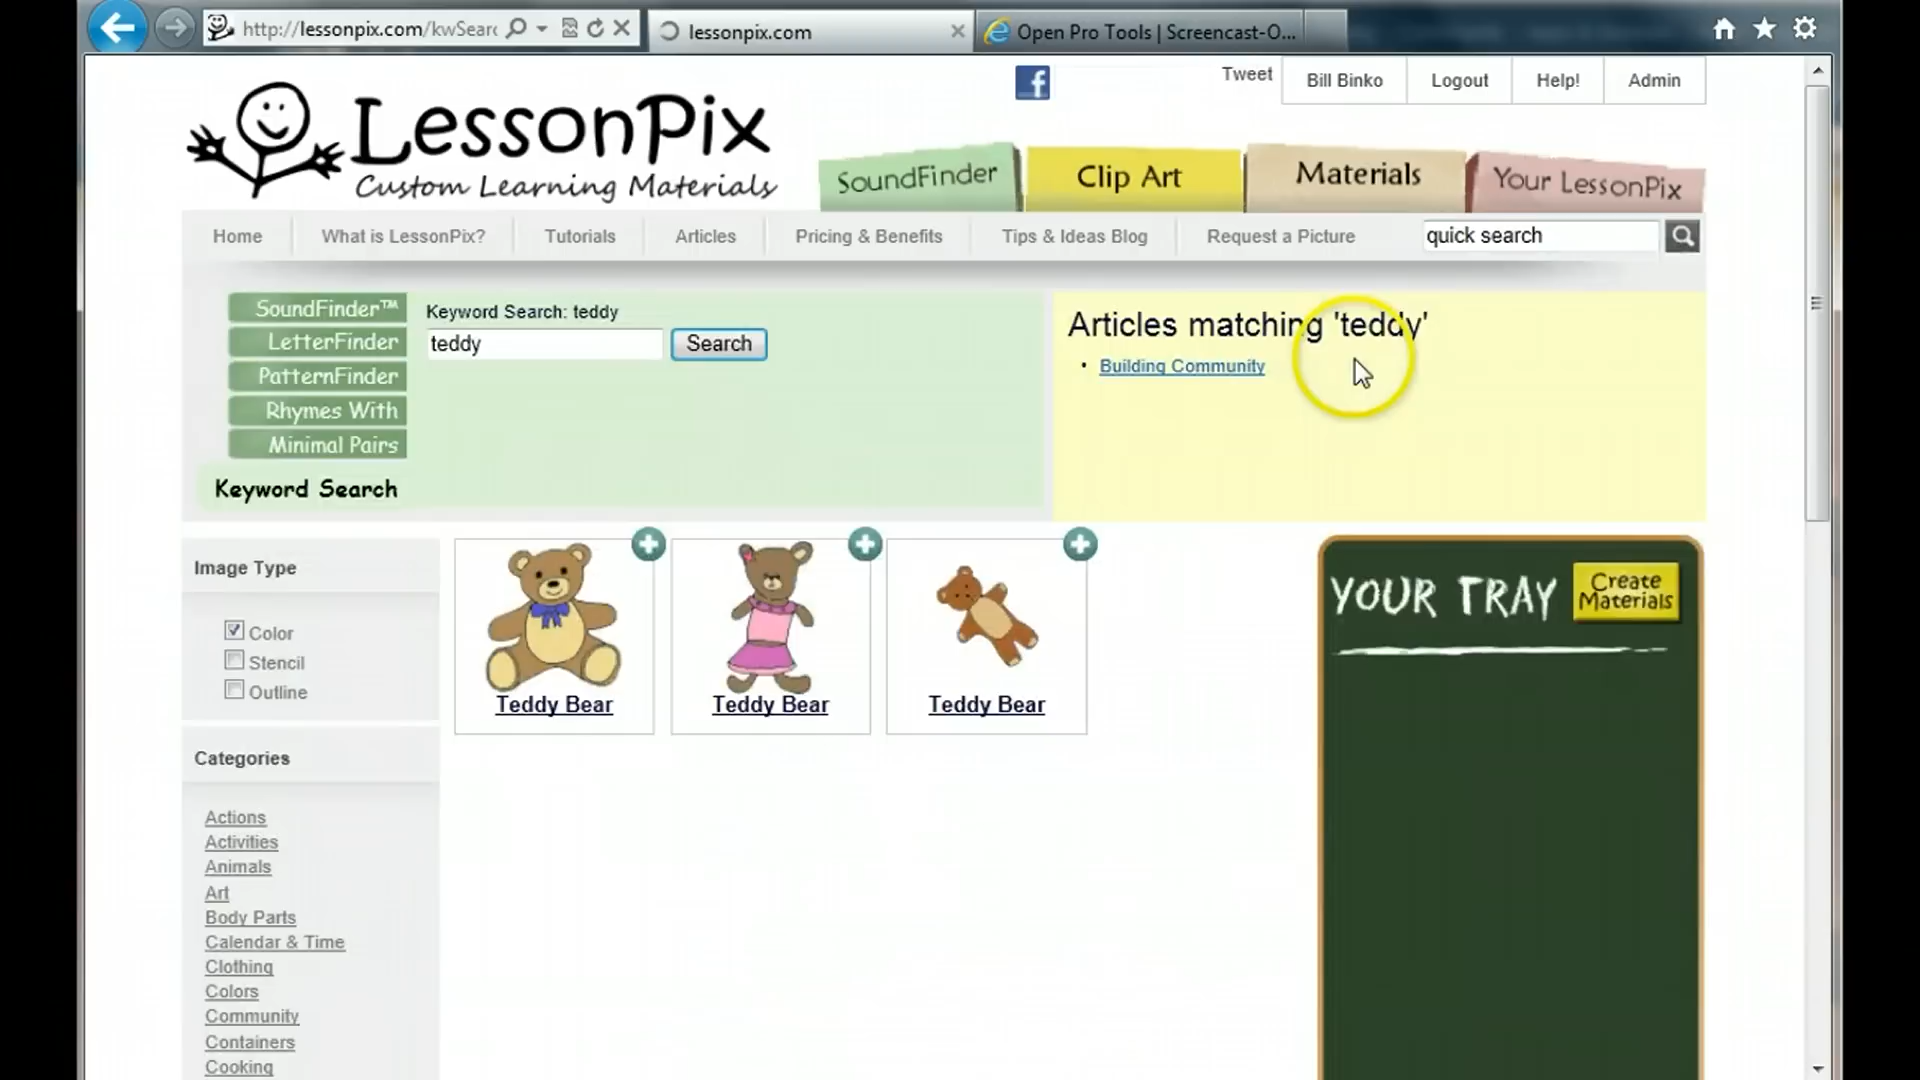 http://lessonpix.com/kwSearc
lessonpix.com
Open Pro Tools | Screencast-O...
Tweet
Bill Binko
Logout
Help!
Admin
LessonPix
Custom Learning Materials
SoundFinder
Clip Art
Materials
Your LessonPix
Home
What is LessonPix?
Tutorials
Articles
Pricing & Benefits
Tips & Ideas Blog
Request a Picture
quick search
SoundFinder™
LetterFinder
PatternFinder
Rhymes With
Minimal Pairs
Keyword Search
Keyword Search: teddy
teddy
Search
Articles matching 'teddy'
• Building Community
Image Type
Color
Stencil
Outline
Teddy Bear
Teddy Bear
Teddy Bear
YOUR TRAY
Create
Materials
Categories
Actions
Activities
Animals
Art
Body Parts
Calendar & Time
Clothing
Colors
Community
Containers
Cooking